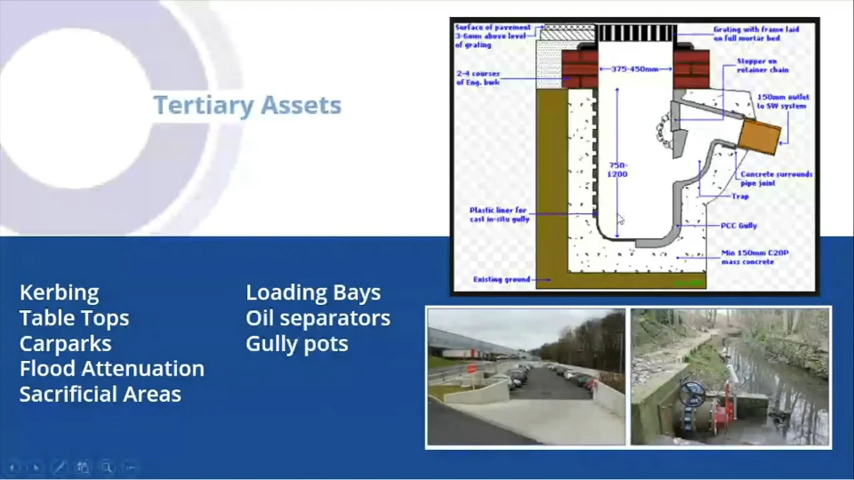 Tertiary Assets
Surface of pavement
3-6mm above level
of grating
Grating with frame laid
on full mortar bed
375-450mm
Stopper on
retainer chain
2-4 courses
of Eng. bwk
150mm outlet
to SW system
750-
1200
Concrete surrounds
pipe joint
Trap
Plastic liner for
cast in-situ gully
PCC Gully
Min 150mm C20P
mass concrete
Existing ground
Kerbing
Table Tops
Carparks
Flood Attenuation
Sacrificial Areas
Loading Bays
Oil separators
Gully pots